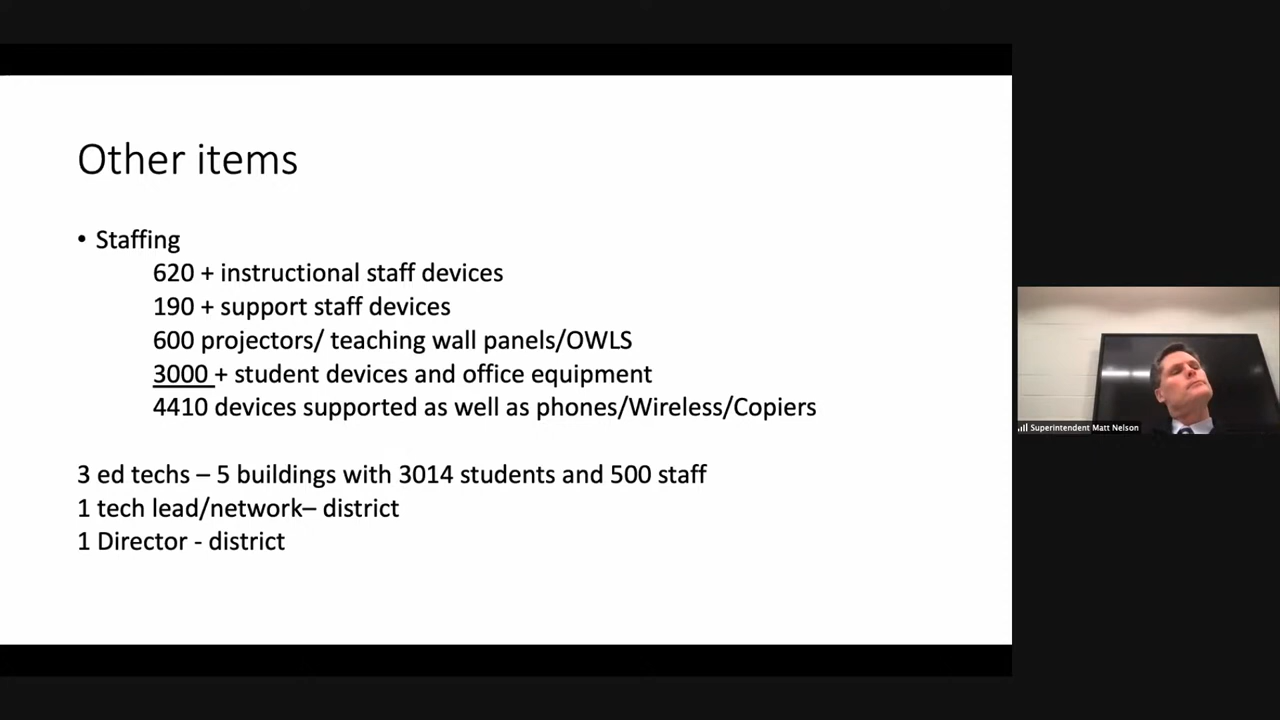 Other items
• Staffing
620 + instructional staff devices
190 + support staff devices
600 projectors/ teaching wall panels/OWLS
3000 + student devices and office equipment
4410 devices supported as well as phones/Wireless/Copiers
3 ed techs – 5 buildings with 3014 students and 500 staff
1 tech lead/network– district
1 Director - district
Superintendent Matt Nelson